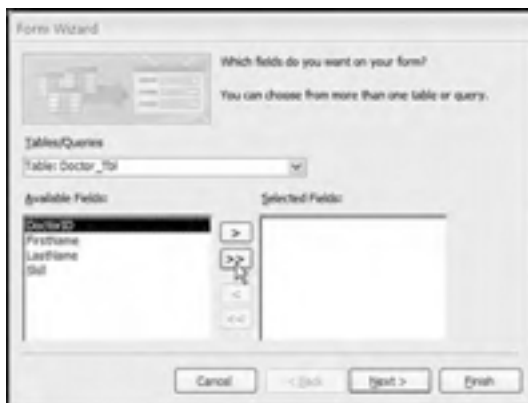 Form Wizard
Which fields do you want on your form?
You can choose from more than one table or query.
Tables/Queries
Table: Doctor_Tbl
Available Fields:
Selected Fields:
DoctorID
FirstName
LastName
Skill
>
>>
<
<<
Cancel
< Back
Next >
Finish